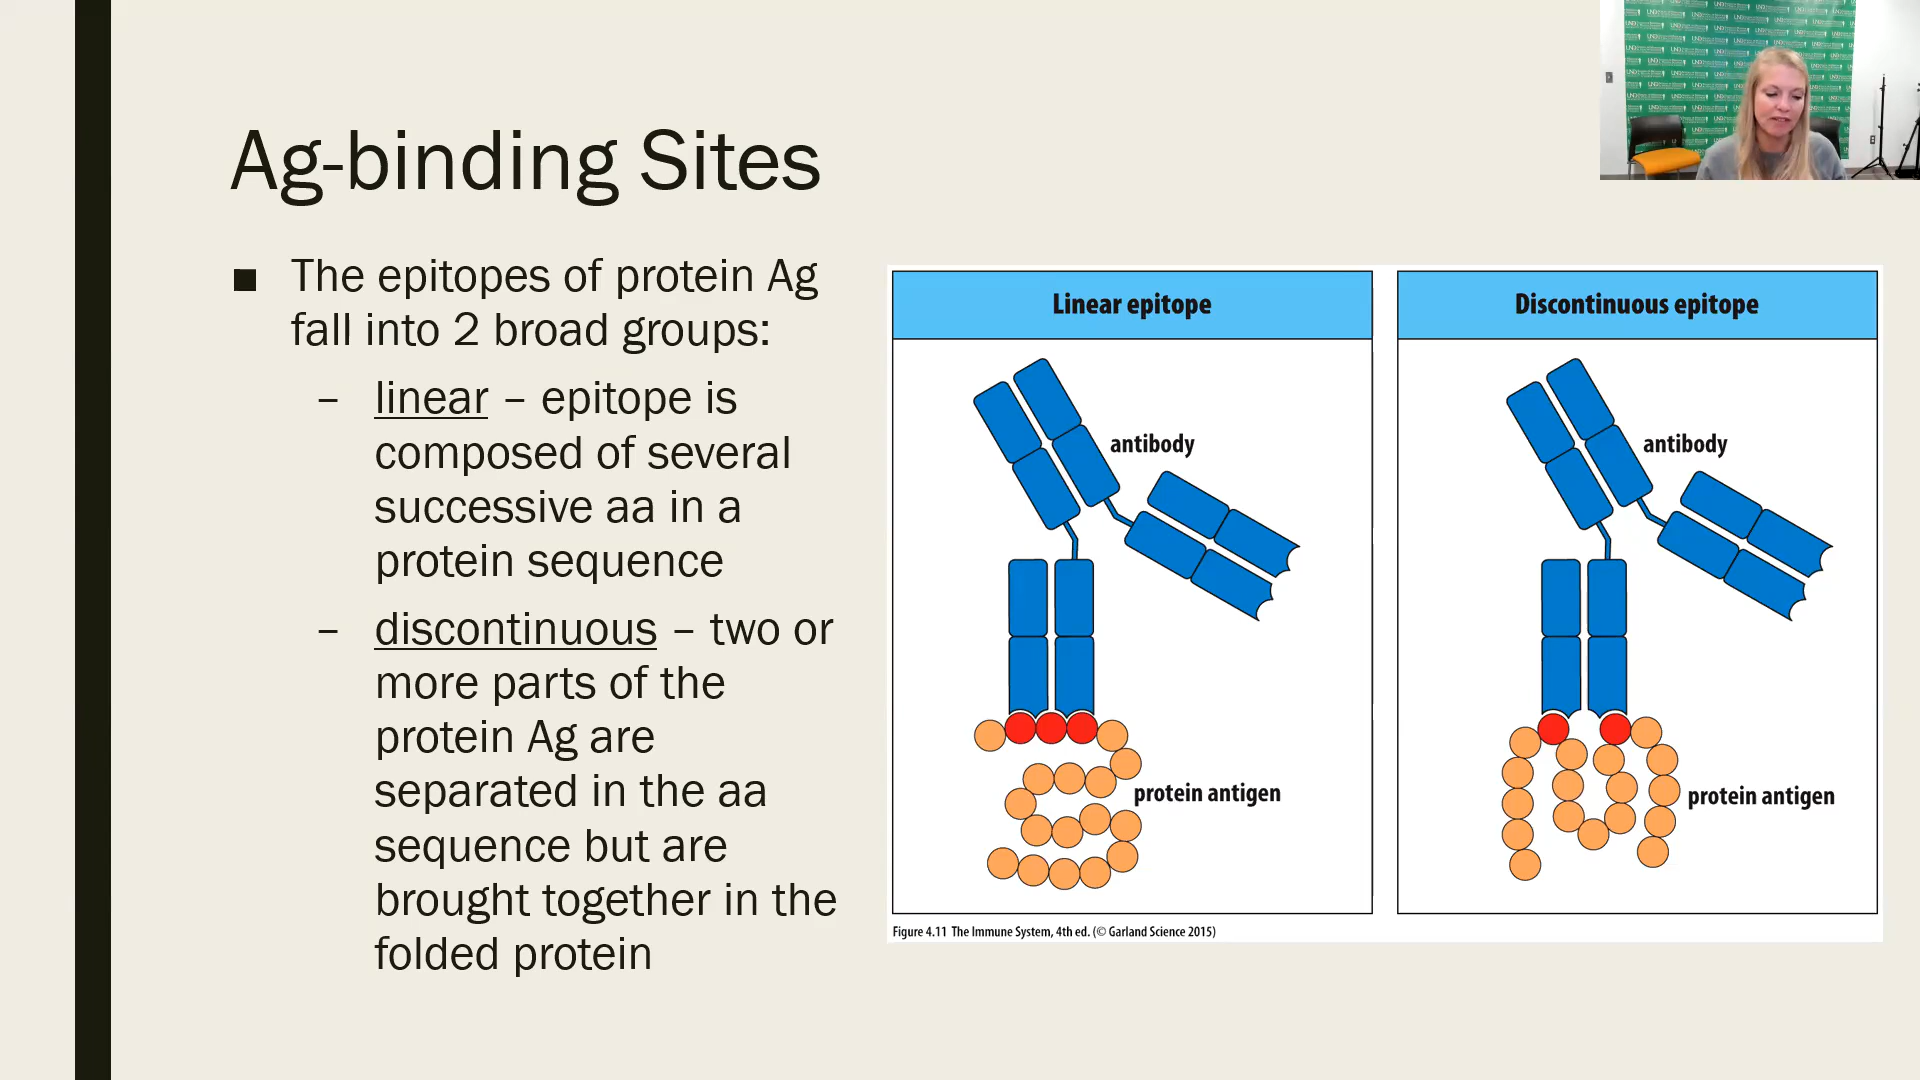 Ag-binding Sites
■ The epitopes of protein Ag
fall into 2 broad groups:
– linear – epitope is
composed of several
successive aa in a
protein sequence
– discontinuous – two or
more parts of the
protein Ag are
separated in the aa
sequence but are
brought together in the
folded protein
Linear epitope
antibody
protein antigen
Discontinuous epitope
antibody
protein antigen
Figure 4.11 The Immune System, 4th ed. (© Garland Science 2015)